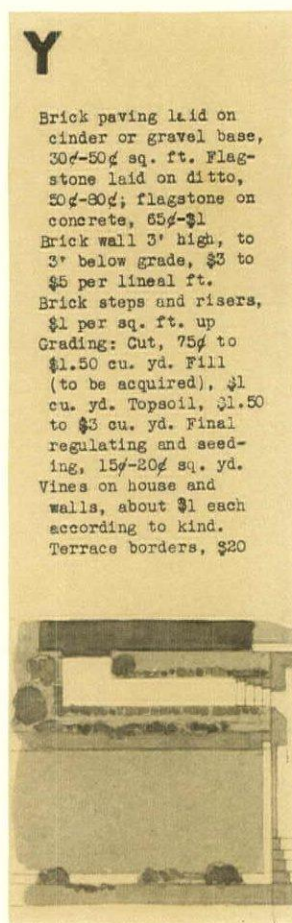 Y
Brick paving laid on
cinder or gravel base,
30¢-50¢ sq. ft. Flag-
stone laid on ditto,
50¢-80¢; flagstone on
concrete, 65¢-$1
Brick wall 3' high, to
3' below grade, $3 to
$5 per lineal ft.
Brick steps and risers,
$1 per sq. ft. up
Grading: Cut, 75¢ to
$1.50 cu. yd. Fill
(to be acquired), $1
cu. yd. Topsoil, $1.50
to $3 cu. yd. Final
regulating and seed-
ing, 15¢-20¢ sq. yd.
Vines on house and
walls, about $1 each
according to kind.
Terrace borders, $20